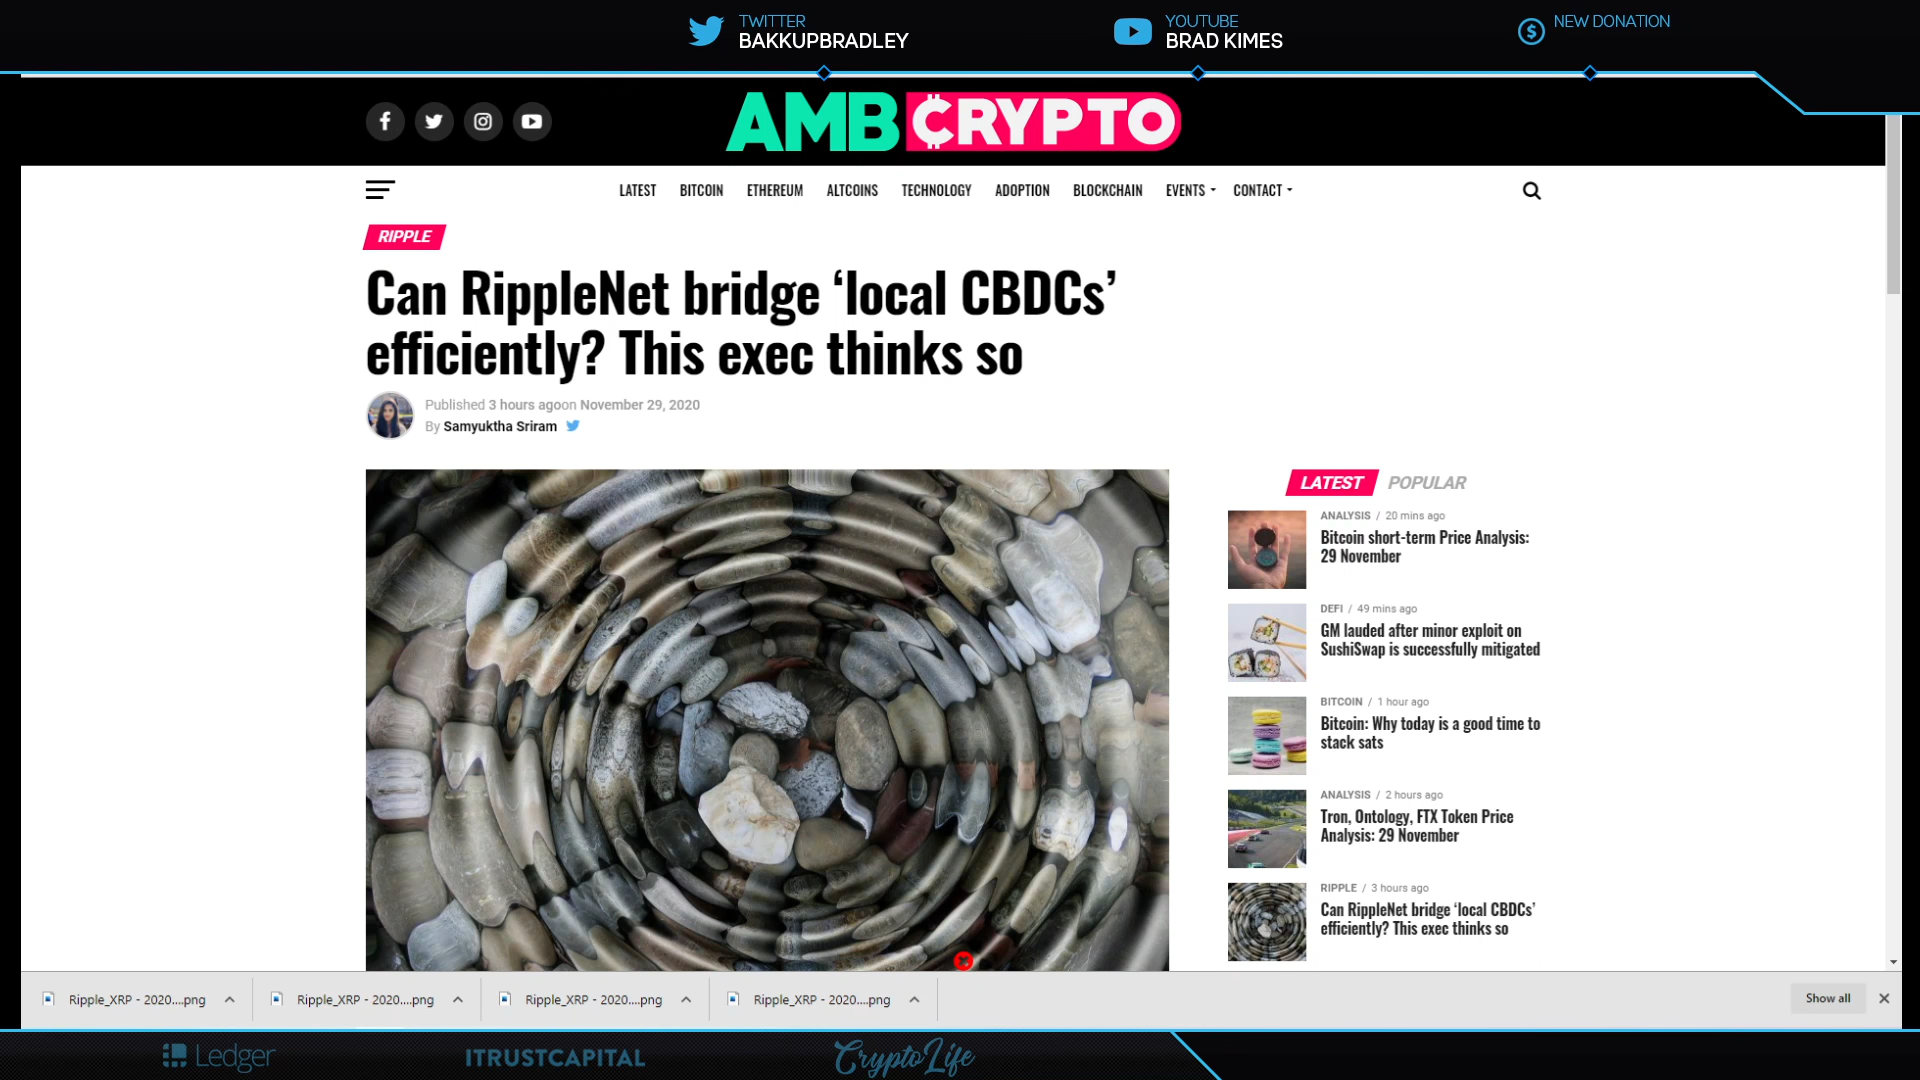 TWITTER
BAKKUPBRADLEY
YOUTUBE
BRAD KIMES
NEW DONATION
AMBCRYPTO
LATEST BITCOIN ETHEREUM ALTCOINS TECHNOLOGY ADOPTION BLOCKCHAIN EVENTS CONTACT
RIPPLE
Can RippleNet bridge ‘local CBDCs’
efficiently? This exec thinks so
Published 3 hours agoon November 29, 2020
By Samyuktha Sriram
LATEST POPULAR
ANALYSIS / 20 mins ago
Bitcoin short-term Price Analysis:
29 November
DEFI / 49 mins ago
GM lauded after minor exploit on
SushiSwap is successfully mitigated
BITCOIN / 1 hour ago
Bitcoin: Why today is a good time to
stack sats
ANALYSIS / 2 hours ago
Tron, Ontology, FTX Token Price
Analysis: 29 November
RIPPLE / 3 hours ago
Can RippleNet bridge ‘local CBDCs’
efficiently? This exec thinks so
Ripple_XRP - 2020....png Ripple_XRP - 2020....png Ripple_XRP - 2020....png Ripple_XRP - 2020....png Show all
Ledger ITRUSTCAPITAL CryptoLife